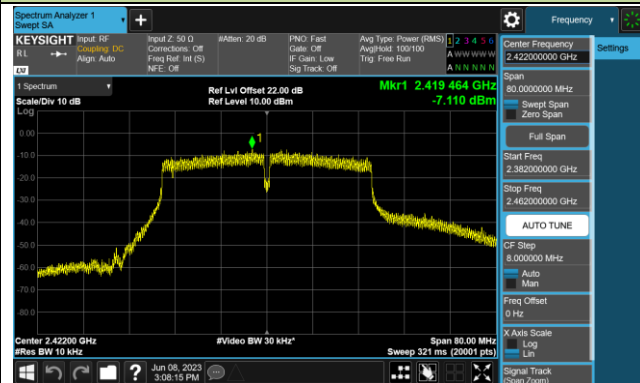 Spectrum Analyzer 1
Swept SA
Frequency
KEYSIGHT
RL
LXI
Input: RF
Coupling: DC
Align: Auto
Input Z: 50 Ω
Corrections: Off
Freq Ref: Int (S)
NFE: Off
#Atten: 20 dB
PNO: Fast
Gate: Off
IF Gain: Low
Sig Track: Off
Avg Type: Power (RMS)
Avg|Hold: 100/100
Trig: Free Run
1 2 3 4 5 6
A W W W W W
A N N N N N
1 Spectrum
Scale/Div 10 dB
Log
Ref Lvl Offset 22.00 dB
Ref Level 10.00 dBm
Mkr1 2.419 464 GHz
-7.110 dBm
1
0.00
-10.0
-20.0
-30.0
-40.0
-50.0
-60.0
-70.0
-80.0
Center 2.42200 GHz
#Res BW 10 kHz
#Video BW 30 kHz*
Span 80.00 MHz
Sweep 321 ms (20001 pts)
Jun 08, 2023
3:08:15 PM
Center Frequency
2.422000000 GHz
Settings
Span
80.0000000 MHz
Swept Span
Zero Span
Full Span
Start Freq
2.382000000 GHz
Stop Freq
2.462000000 GHz
AUTO TUNE
CF Step
8.000000 MHz
Auto
Man
Freq Offset
0 Hz
X Axis Scale
Log
Lin
Signal Track
(Span Zoom)